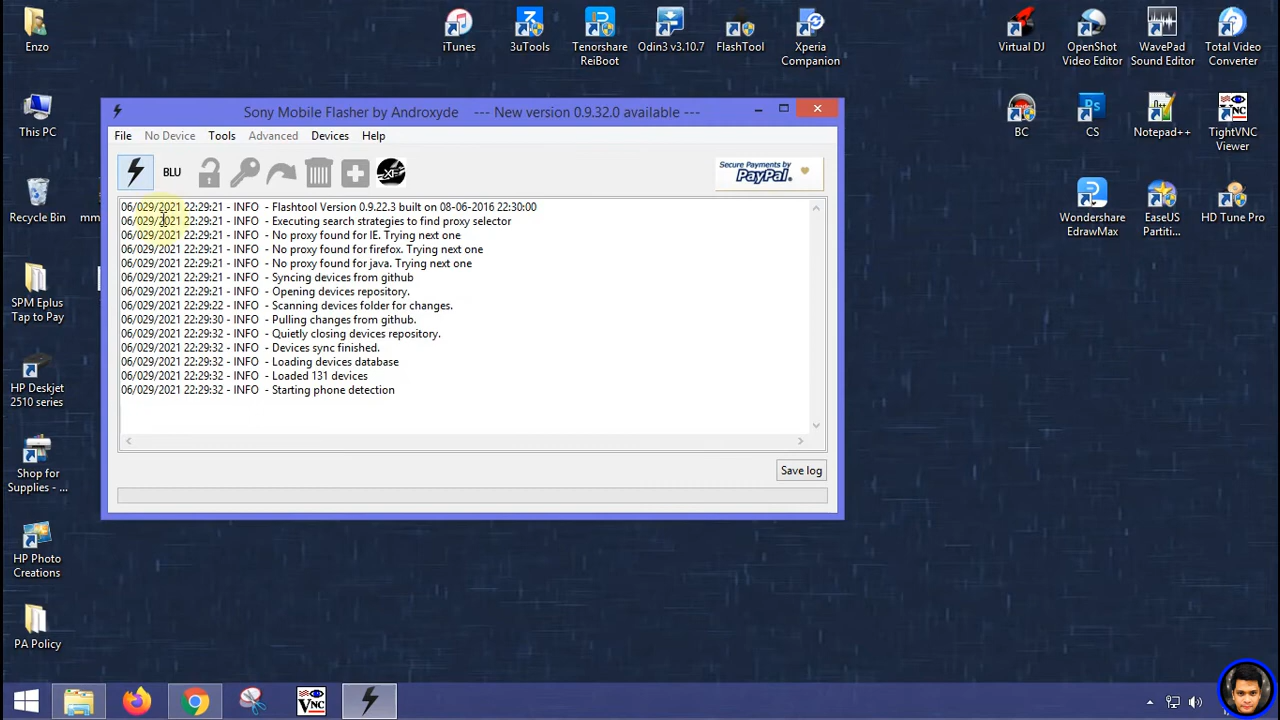 Enzo
iTunes
3uTools
Tenorshare
ReiBoot
Odin3 v3.10.7
FlashTool
Xperia
Companion
Virtual DJ
OpenShot
Video Editor
WavePad
Sound Editor
Total Video
Converter
This PC
BC
CS
Notepad++
TightVNC
Viewer
Recycle Bin
mm
Wondershare
EdrawMax
EaseUS
Partiti...
HD Tune Pro
SPM Eplus
Tap to Pay
HP Deskjet
2510 series
Shop for
Supplies - ...
HP Photo
Creations
PA Policy
Sony Mobile Flasher by Androxyde --- New version 0.9.32.0 available ---
File
No Device
Tools
Advanced
Devices
Help
BLU
XF
Secure Payments by
PayPal
06/029/2021 22:29:21 - INFO - Flashtool Version 0.9.22.3 built on 08-06-2016 22:30:00
06/029/2021 22:29:21 - INFO - Executing search strategies to find proxy selector
06/029/2021 22:29:21 - INFO - No proxy found for IE. Trying next one
06/029/2021 22:29:21 - INFO - No proxy found for firefox. Trying next one
06/029/2021 22:29:21 - INFO - No proxy found for java. Trying next one
06/029/2021 22:29:21 - INFO - Syncing devices from github
06/029/2021 22:29:21 - INFO - Opening devices repository.
06/029/2021 22:29:22 - INFO - Scanning devices folder for changes.
06/029/2021 22:29:30 - INFO - Pulling changes from github.
06/029/2021 22:29:32 - INFO - Quietly closing devices repository.
06/029/2021 22:29:32 - INFO - Devices sync finished.
06/029/2021 22:29:32 - INFO - Loading devices database
06/029/2021 22:29:32 - INFO - Loaded 131 devices
06/029/2021 22:29:32 - INFO - Starting phone detection
Save log
VNC